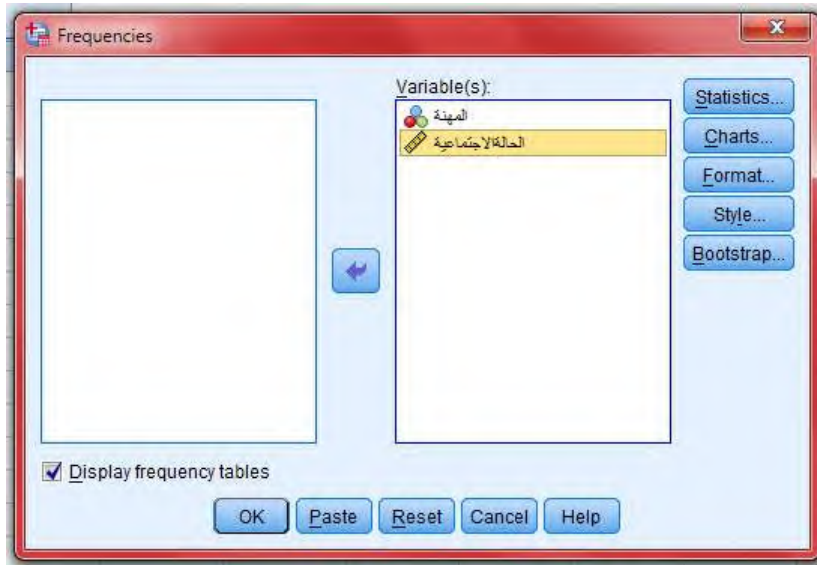 Frequencies
Variable(s):
المهنة
الحالةالاجتماعية
Statistics...
Charts...
Format...
Style...
Bootstrap...
Display frequency tables
OK Paste Reset Cancel Help